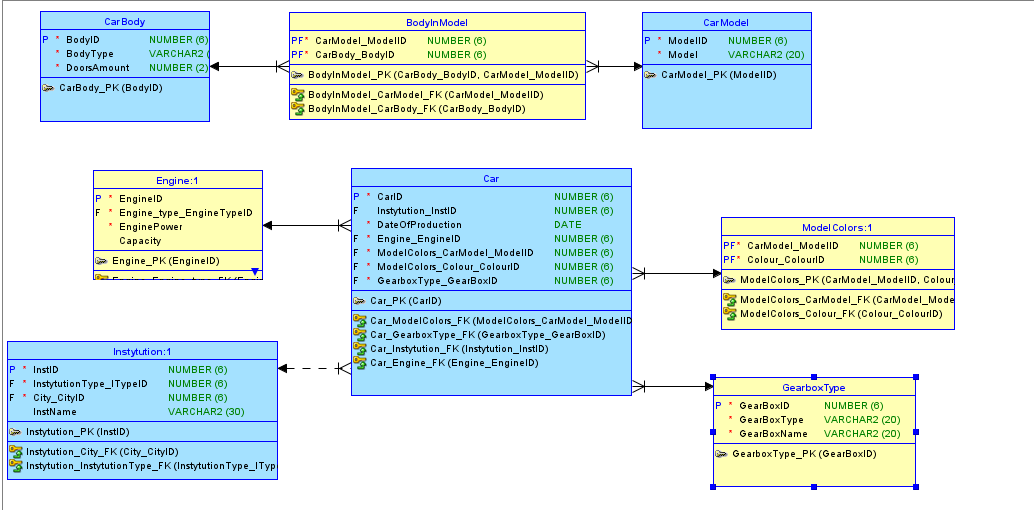 CarBody
P * BodyID NUMBER (6)
* BodyType VARCHAR2 (
* DoorsAmount NUMBER (2)
CarBody_PK (BodyID)
BodyInModel
PF* CarModel_ModelID NUMBER (6)
PF* CarBody_BodyID NUMBER (6)
BodyInModel_PK (CarBody_BodyID, CarModel_ModelID)
BodyInModel_CarModel_FK (CarModel_ModelID)
BodyInModel_CarBody_FK (CarBody_BodyID)
CarModel
P * ModelID NUMBER (6)
* Model VARCHAR2 (20)
CarModel_PK (ModelID)
Engine:1
P * EngineID
F * Engine_type_EngineTypeID
* EnginePower
Capacity
Engine_PK (EngineID)
Car
P * CarID NUMBER (6)
F Instytution_InstID NUMBER (6)
* DateOfProduction DATE
F * Engine_EngineID NUMBER (6)
F * ModelColors_CarModel_ModelID NUMBER (6)
F * ModelColors_Colour_ColourID NUMBER (6)
F * GearboxType_GearBoxID NUMBER (6)
Car_PK (CarID)
Car_ModelColors_FK (ModelColors_CarModel_ModelID
Car_GearboxType_FK (GearboxType_GearBoxID)
Car_Instytution_FK (Instytution_InstID)
Car_Engine_FK (Engine_EngineID)
ModelColors:1
PF* CarModel_ModelID NUMBER (6)
PF* Colour_ColourID NUMBER (6)
ModelColors_PK (CarModel_ModelID, Colour
ModelColors_CarModel_FK (CarModel_Mode
ModelColors_Colour_FK (Colour_ColourID)
Instytution:1
P * InstID NUMBER (6)
F * InstytutionType_ITypeID NUMBER (6)
F * City_CityID NUMBER (6)
InstName VARCHAR2 (30)
Instytution_PK (InstID)
Instytution_City_FK (City_CityID)
Instytution_InstytutionType_FK (InstytutionType_ITyp
GearboxType
P * GearBoxID NUMBER (6)
* GearBoxType VARCHAR2 (20)
* GearBoxName VARCHAR2 (20)
GearboxType_PK (GearBoxID)